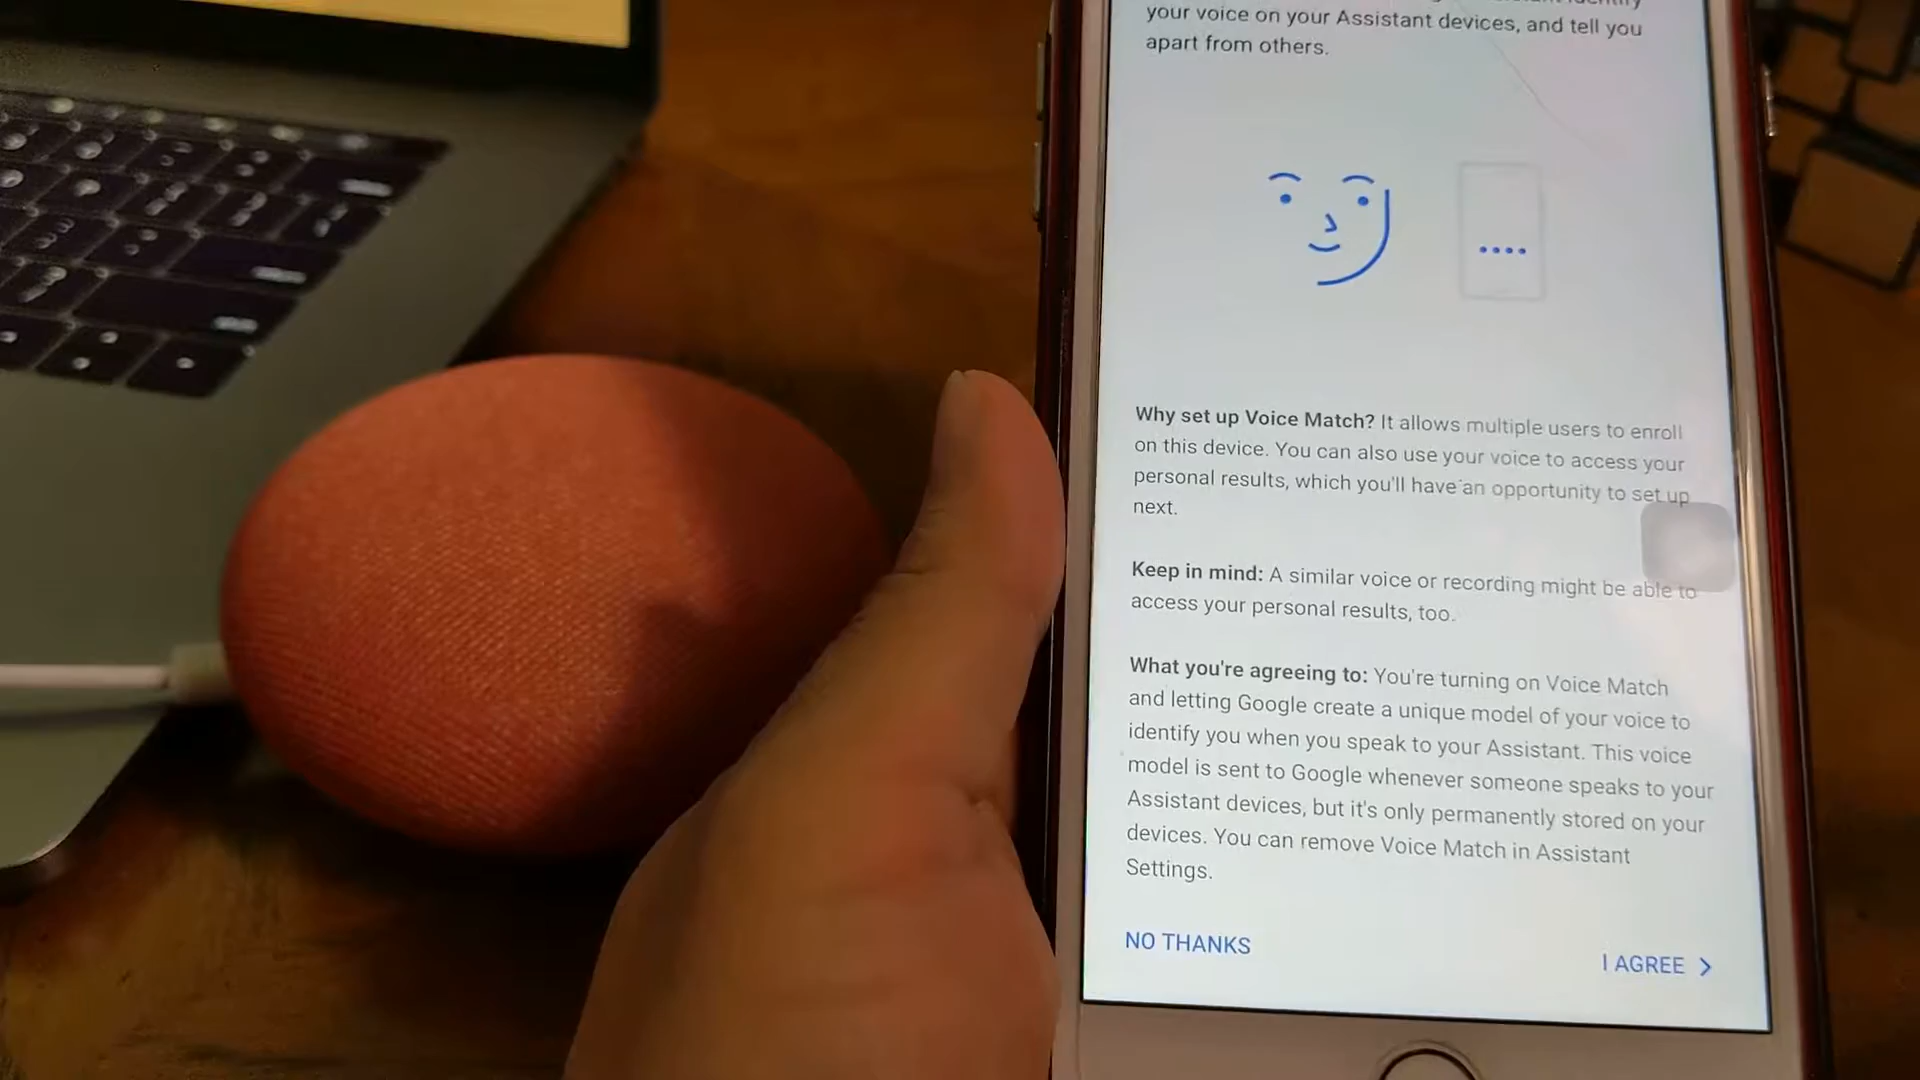 your voice on your Assistant devices, and tell you
apart from others.
Why set up Voice Match? It allows multiple users to enroll
on this device. You can also use your voice to access your
personal results, which you'll have an opportunity to set up
next.
Keep in mind: A similar voice or recording might be able to
access your personal results, too.
What you're agreeing to: You're turning on Voice Match
and letting Google create a unique model of your voice to
identify you when you speak to your Assistant. This voice
model is sent to Google whenever someone speaks to your
Assistant devices, but it's only permanently stored on your
devices. You can remove Voice Match in Assistant
Settings.
NO THANKS
I AGREE